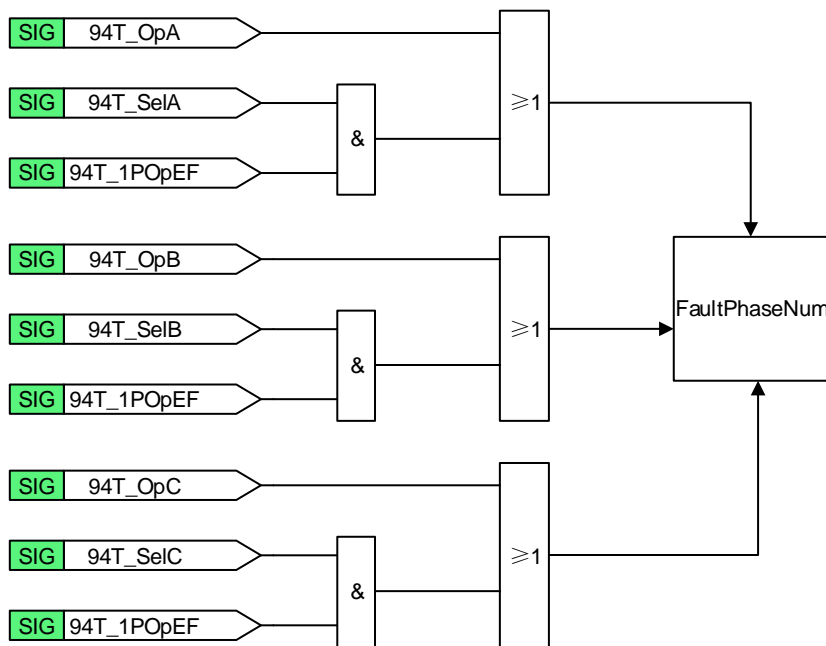 SIG 94T_OpA
SIG 94T_SelA
SIG 94T_1POpEF
&
≥1
SIG 94T_OpB
SIG 94T_SelB
SIG 94T_1POpEF
&
≥1
SIG 94T_OpC
SIG 94T_SelC
SIG 94T_1POpEF
&
≥1
FaultPhaseNum